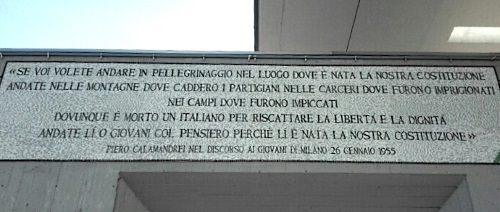 «SE VOI VOLETE ANDARE IN PELLEGRINAGGIO NEL LUOGO DOVE È NATA LA NOSTRA COSTITUZIONE
ANDATE NELLE MONTAGNE DOVE CADDERO I PARTIGIANI NELLE CARCERI DOVE FURONO IMPRIGIONATI
NEI CAMPI DOVE FURONO IMPICCATI
DOVUNQUE È MORTO UN ITALIANO PER RISCATTARE LA LIBERTÀ E LA DIGNITÀ
ANDATE LÌ O GIOVANI COL PENSIERO PERCHÈ LÌ È NATA LA NOSTRA COSTITUZIONE»
PIERO CALAMANDREI NEL DISCORSO AI GIOVANI DI MILANO 26 GENNAIO 1955